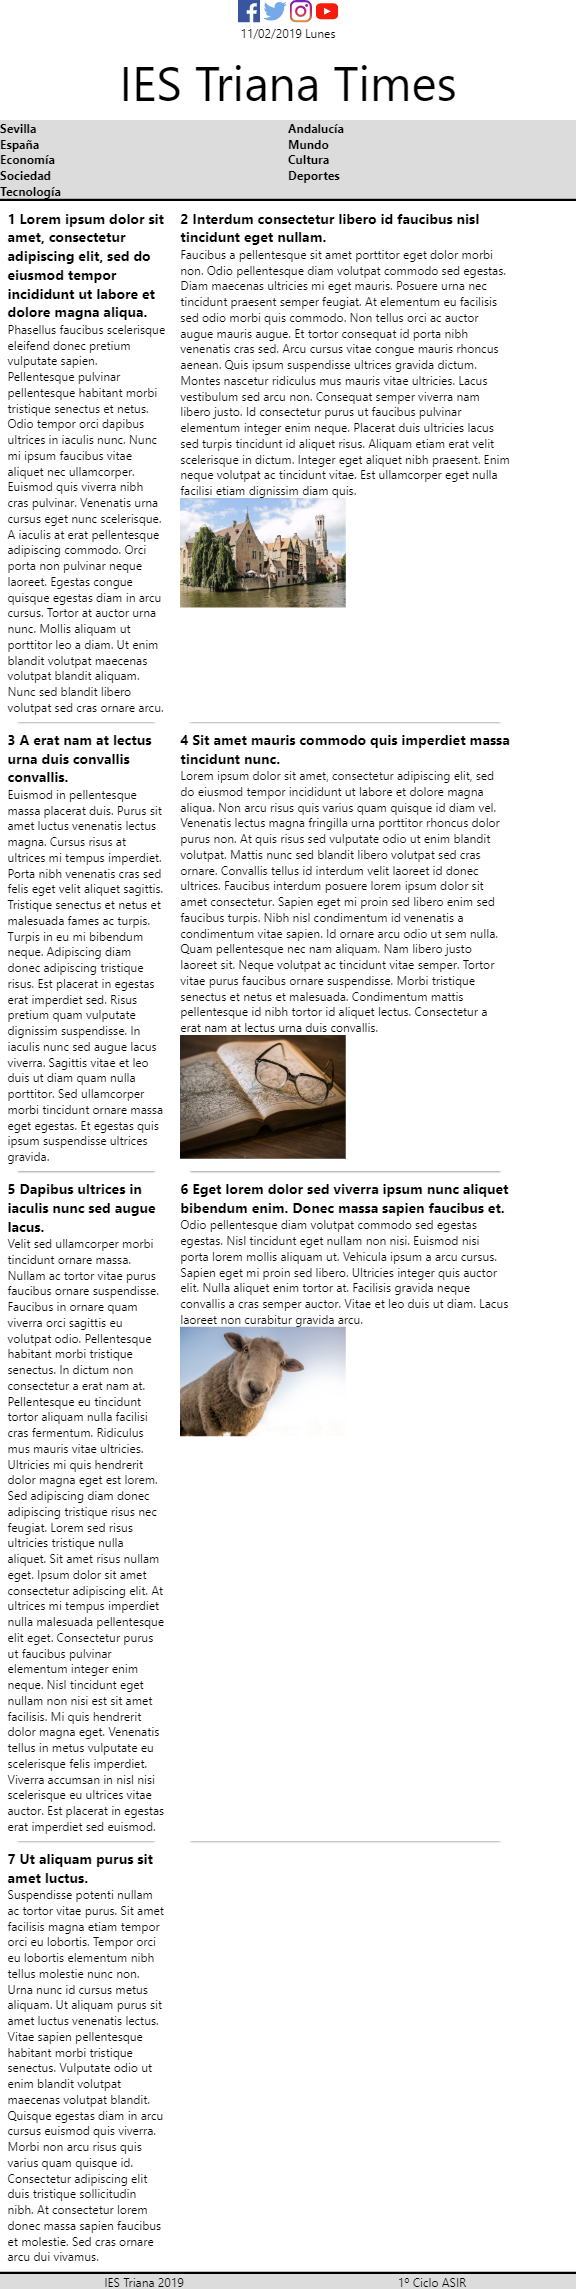 11/02/2019 Lunes
IES Triana Times
Sevilla
España
Economía
Sociedad
Tecnología
Andalucía
Mundo
Cultura
Deportes
1 Lorem ipsum dolor sit
amet, consectetur
adipiscing elit, sed do
eiusmod tempor
incididunt ut labore et
dolore magna aliqua.
Phasellus faucibus scelerisque
eleifend donec pretium
vulputate sapien.
Pellentesque pulvinar
pellentesque habitant morbi
tristique senectus et netus.
Odio tempor orci dapibus
ultrices in iaculis nunc. Nunc
mi ipsum faucibus vitae
aliquet nec ullamcorper.
Euismod quis viverra nibh
cras pulvinar. Venenatis urna
cursus eget nunc scelerisque.
A iaculis at erat pellentesque
adipiscing commodo. Orci
porta non pulvinar neque
laoreet. Egestas congue
quisque egestas diam in arcu
cursus. Tortor at auctor urna
nunc. Mollis aliquam ut
porttitor leo a diam. Ut enim
blandit volutpat maecenas
volutpat blandit aliquam.
Nunc sed blandit libero
volutpat sed cras ornare arcu.
2 Interdum consectetur libero id faucibus nisl
tincidunt eget nullam.
Faucibus a pellentesque sit amet porttitor eget dolor morbi
non. Odio pellentesque diam volutpat commodo sed egestas.
Diam maecenas ultricies mi eget mauris. Posuere urna nec
tincidunt praesent semper feugiat. At elementum eu facilisis
sed odio morbi quis commodo. Non tellus orci ac auctor
augue mauris augue. Et tortor consequat id porta nibh
venenatis cras sed. Arcu cursus vitae congue mauris rhoncus
aenean. Quis ipsum suspendisse ultrices gravida dictum.
Montes nascetur ridiculus mus mauris vitae ultricies. Lacus
vestibulum sed arcu non. Consequat semper viverra nam
libero justo. Id consectetur purus ut faucibus pulvinar
elementum integer enim neque. Placerat duis ultricies lacus
sed turpis tincidunt id aliquet risus. Aliquam etiam erat velit
scelerisque in dictum. Integer eget aliquet nibh praesent. Enim
neque volutpat ac tincidunt vitae. Est ullamcorper eget nulla
facilisi etiam dignissim diam quis.
3 A erat nam at lectus
urna duis convallis
convallis.
Euismod in pellentesque
massa placerat duis. Purus sit
amet luctus venenatis lectus
magna. Cursus risus at
ultrices mi tempus imperdiet.
Porta nibh venenatis cras sed
felis eget velit aliquet sagittis.
Tristique senectus et netus et
malesuada fames ac turpis.
Turpis in eu mi bibendum
neque. Adipiscing diam
donec adipiscing tristique
risus. Est placerat in egestas
erat imperdiet sed. Risus
pretium quam vulputate
dignissim suspendisse. In
iaculis nunc sed augue lacus
viverra. Sagittis vitae et leo
duis ut diam quam nulla
porttitor. Sed ullamcorper
morbi tincidunt ornare massa
eget egestas. Et egestas quis
ipsum suspendisse ultrices
gravida.
4 Sit amet mauris commodo quis imperdiet massa
tincidunt nunc.
Lorem ipsum dolor sit amet, consectetur adipiscing elit, sed
do eiusmod tempor incididunt ut labore et dolore magna
aliqua. Non arcu risus quis varius quam quisque id diam vel.
Venenatis lectus magna fringilla urna porttitor rhoncus dolor
purus non. At quis risus sed vulputate odio ut enim blandit
volutpat. Mattis nunc sed blandit libero volutpat sed cras
ornare. Convallis tellus id interdum velit laoreet id donec
ultrices. Faucibus interdum posuere lorem ipsum dolor sit
amet consectetur. Sapien eget mi proin sed libero enim sed
faucibus turpis. Nibh nisl condimentum id venenatis a
condimentum vitae sapien. Id ornare arcu odio ut sem nulla.
Quam pellentesque nec nam aliquam. Nam libero justo
laoreet sit. Neque volutpat ac tincidunt vitae semper. Tortor
vitae purus faucibus ornare suspendisse. Morbi tristique
senectus et netus et malesuada. Condimentum mattis
pellentesque id nibh tortor id aliquet lectus. Consectetur a
erat nam at lectus urna duis convallis.
5 Dapibus ultrices in
iaculis nunc sed augue
lacus.
Velit sed ullamcorper morbi
tincidunt ornare massa.
Nullam ac tortor vitae purus
faucibus ornare suspendisse.
Faucibus in ornare quam
viverra orci sagittis eu
volutpat odio. Pellentesque
habitant morbi tristique
senectus. In dictum non
consectetur a erat nam at.
Pellentesque eu tincidunt
tortor aliquam nulla facilisi
cras fermentum. Ridiculus
mus mauris vitae ultricies.
Ultricies mi quis hendrerit
dolor magna eget est lorem.
Sed adipiscing diam donec
adipiscing tristique risus nec
feugiat. Lorem sed risus
ultricies tristique nulla
aliquet. Sit amet risus nullam
eget. Ipsum dolor sit amet
consectetur adipiscing elit. At
ultrices mi tempus imperdiet
nulla malesuada pellentesque
elit eget. Consectetur purus
ut faucibus pulvinar
elementum integer enim
neque. Nisl tincidunt eget
nullam non nisi est sit amet
facilisis. Mi quis hendrerit
dolor magna eget. Venenatis
tellus in metus vulputate eu
scelerisque felis imperdiet.
Viverra accumsan in nisl nisi
scelerisque eu ultrices vitae
auctor. Est placerat in egestas
erat imperdiet sed euismod.
6 Eget lorem dolor sed viverra ipsum nunc aliquet
bibendum enim. Donec massa sapien faucibus et.
Odio pellentesque diam volutpat commodo sed egestas
egestas. Nisl tincidunt eget nullam non nisi. Euismod nisi
porta lorem mollis aliquam ut. Vehicula ipsum a arcu cursus.
Sapien eget mi proin sed libero. Ultricies integer quis auctor
elit. Nulla aliquet enim tortor at. Facilisis gravida neque
convallis a cras semper auctor. Vitae et leo duis ut diam. Lacus
laoreet non curabitur gravida arcu.
7 Ut aliquam purus sit
amet luctus.
Suspendisse potenti nullam
ac tortor vitae purus. Sit amet
facilisis magna etiam tempor
orci eu lobortis. Tempor orci
eu lobortis elementum nibh
tellus molestie nunc non.
Urna nunc id cursus metus
aliquam. Ut aliquam purus sit
amet luctus venenatis lectus.
Vitae sapien pellentesque
habitant morbi tristique
senectus. Vulputate odio ut
enim blandit volutpat
maecenas volutpat blandit.
Quisque egestas diam in arcu
cursus euismod quis viverra.
Morbi non arcu risus quis
varius quam quisque id.
Consectetur adipiscing elit
duis tristique sollicitudin
nibh. At consectetur lorem
donec massa sapien faucibus
et molestie. Sed cras ornare
arcu dui vivamus.
IES Triana 2019
1º Ciclo ASIR